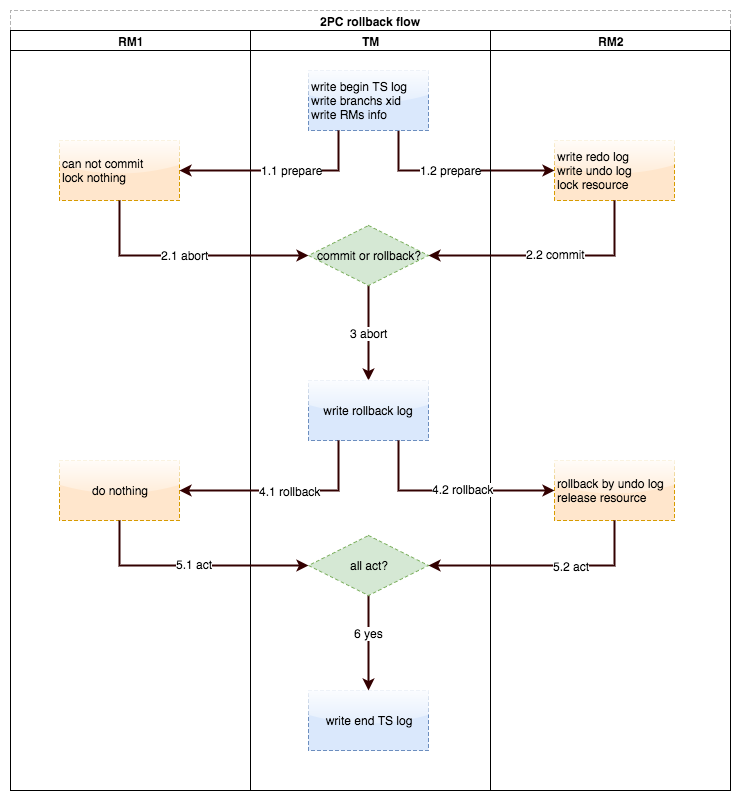 2PC rollback flow
RM1
TM
RM2
write begin TS log
write branchs xid
write RMs info
can not commit
lock nothing
1.1 prepare
1.2 prepare
write redo log
write undo log
lock resource
2.1 abort
commit or rollback?
2.2 commit
3 abort
write rollback log
do nothing
4.1 rollback
4.2 rollback
rollback by undo log
release resource
5.1 act
all act?
5.2 act
6 yes
write end TS log